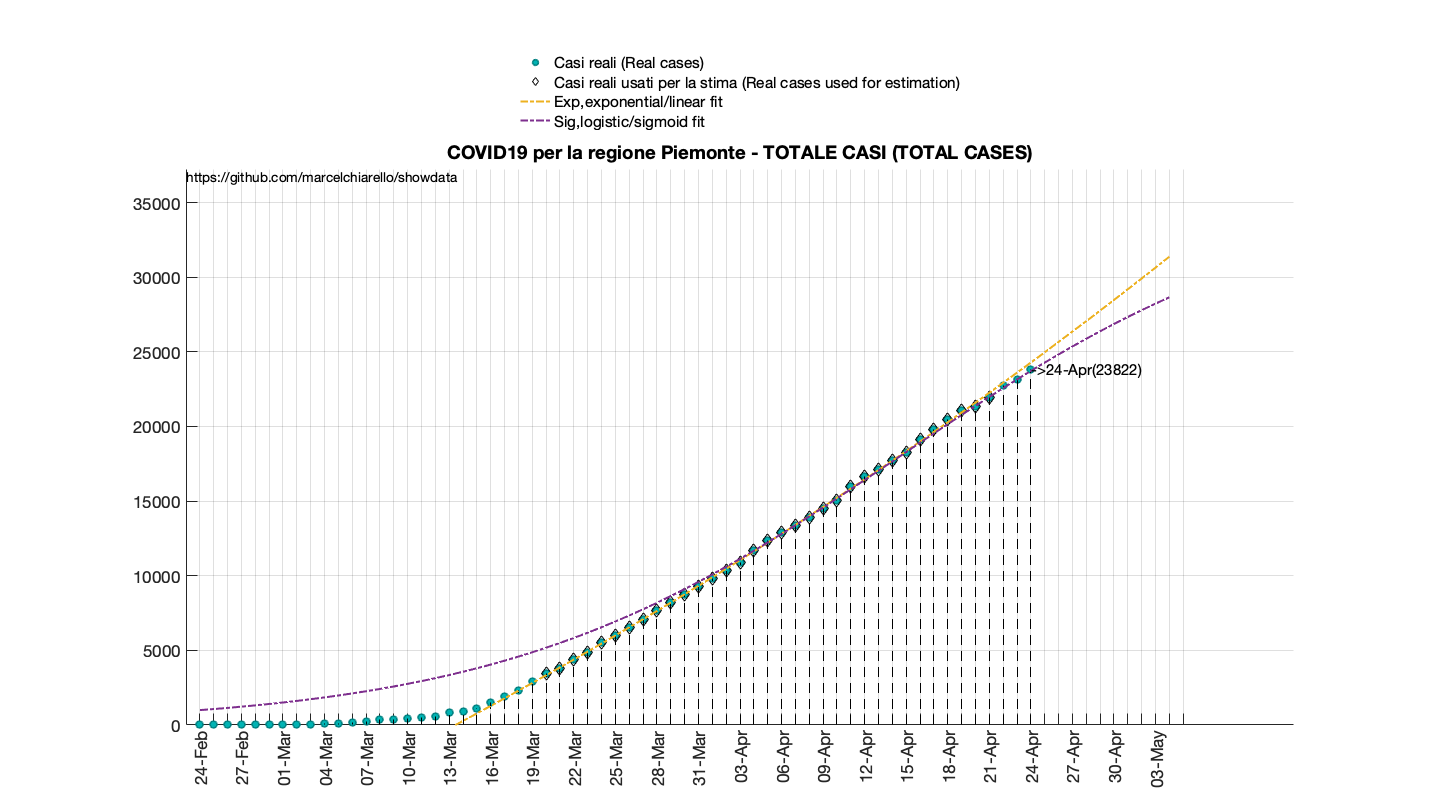 Casi reali (Real cases)
Casi reali usati per la stima (Real cases used for estimation)
Exp,exponential/linear fit
Sig,logistic/sigmoid fit
COVID19 per la regione Piemonte - TOTALE CASI (TOTAL CASES)
https://github.com/marcelchiarello/showdata
35000
30000
25000
20000
15000
10000
5000
0
->24-Apr(23822)
24-Feb
27-Feb
01-Mar
04-Mar
07-Mar
10-Mar
13-Mar
16-Mar
19-Mar
22-Mar
25-Mar
28-Mar
31-Mar
03-Apr
06-Apr
09-Apr
12-Apr
15-Apr
18-Apr
21-Apr
24-Apr
27-Apr
30-Apr
03-May